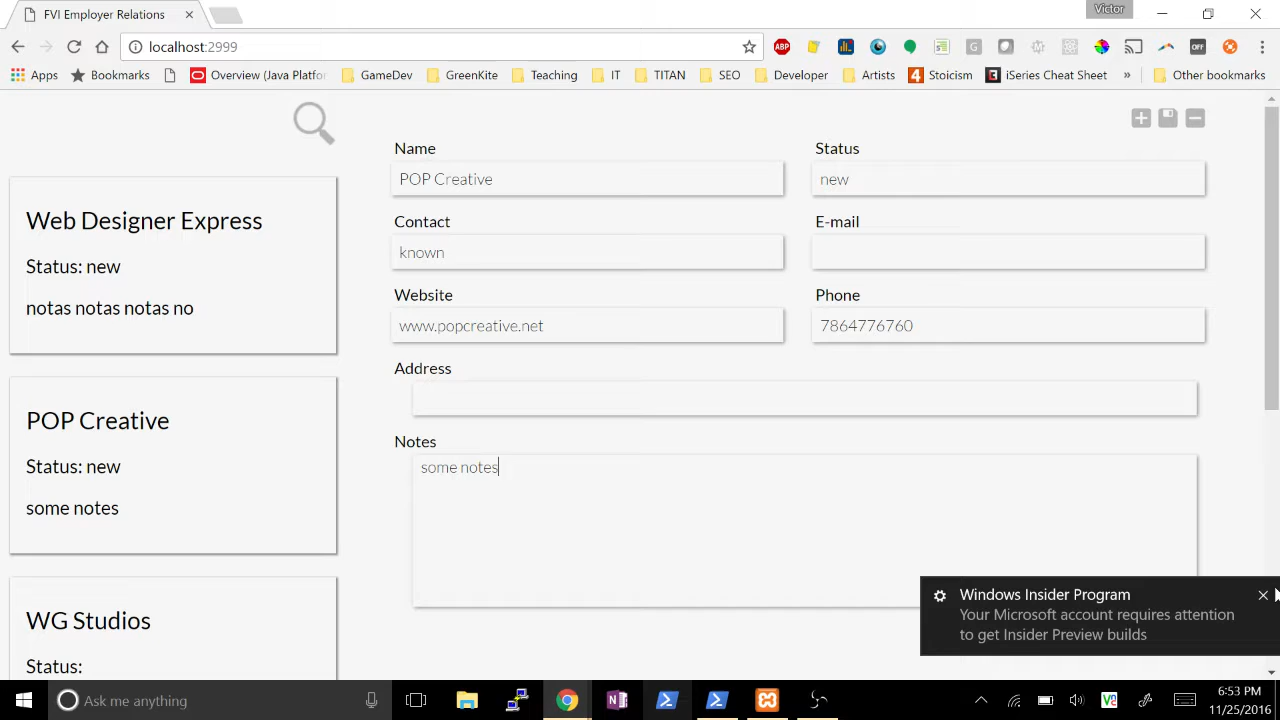 FVI Employer Relations
Victor
localhost:2999
ABP
OFF
Apps
Bookmarks
Overview (Java Platfor
GameDev
GreenKite
Teaching
IT
TITAN
SEO
Developer
Artists
4 Stoicism
iSeries Cheat Sheet
»
Other bookmarks
Web Designer Express
Status: new
notas notas notas no
POP Creative
Status: new
some notes
WG Studios
Status:
Name
Status
POP Creative
new
Contact
E-mail
known
Website
Phone
www.popcreative.net
7864776760
Address
Notes
some notes
Windows Insider Program
Your Microsoft account requires attention
to get Insider Preview builds
Ask me anything
6:53 PM
11/25/2016